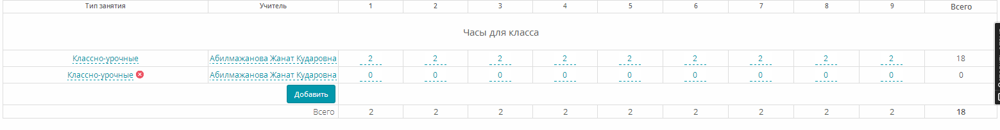 Тип занятия Учитель 1 2 3 4 5 6 7 8 9 Всего
Часы для класса
Классно-урочные Абилмажанова Жанат Кударовна 2 2 2 2 2 2 2 2 2 18
Классно-урочные Абилмажанова Жанат Кударовна 0 0 0 0 0 0 0 0 0 0
Добавить
Всего 2 2 2 2 2 2 2 2 2 18